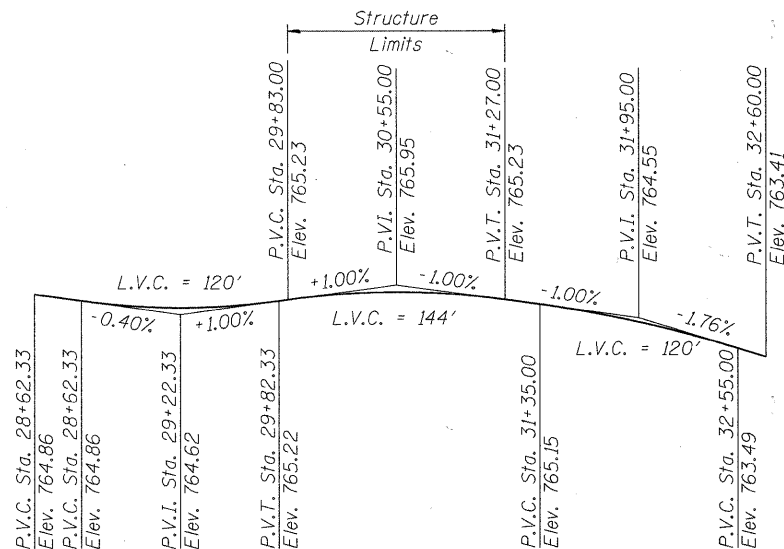 Structure
Limits
P.V.C. Sta. 29+83.00
Elev. 765.23
P.VI. Sta. 30+55.00
Elev. 765.95
P.V.T. Sta. 31+27.00
Elev. 765.23
P.V.I. Sta. 31+95.00
Elev. 764.55
P.V.T. Sta. 32+60.00
Elev. 763.41
L.V.C. = 120'
+1.00%
-1.00%
-1.00%
-0.40%
+1.00%
L.V.C. = 144'
-1.76%
L.V.C. = 120'
P.V.C. Sta. 28+62.33
Elev. 764.86
P.V.C. Sta. 28+62.33
Elev. 764.86
P.V.I. Sta. 29+22.33
Elev. 764.62
P.V.T. Sta. 29+82.33
Elev. 765.22
P.V.C Sta. 31+35.00
Elev. 765.15
P.V.C. Sta. 32+55.00
Elev. 763.49